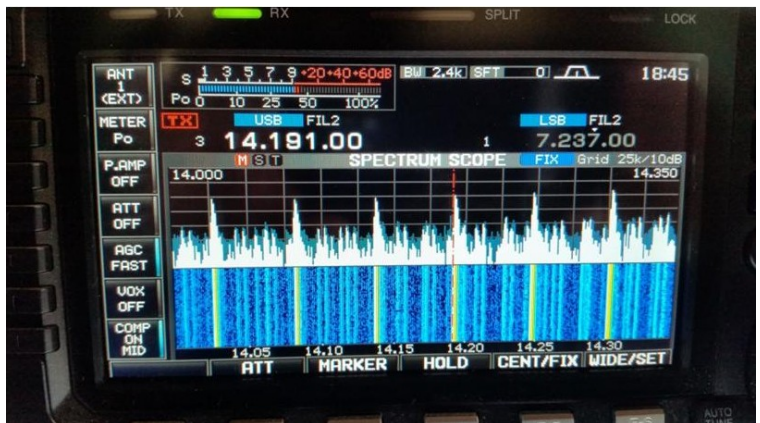 TX RX SPLIT LOCK
ANT 1 (EXT)
S 1 3 5 7 9 +20+40+60dB BW 2.4k SFT 0 18:45
Po 0 10 25 50 100%
METER Po
TX USB FIL2 LSB FIL2
3 14.191.00 1 7.237.00
P.AMP OFF
M S T SPECTRUM SCOPE FIX Grid 25k/10dB
14.000 14.350
ATT OFF
AGC FAST
VOX OFF
COMP ON MID
14.05 14.10 14.15 14.20 14.25 14.30
ATT MARKER HOLD CENT/FIX WIDE/SET
AUTO
TUNE